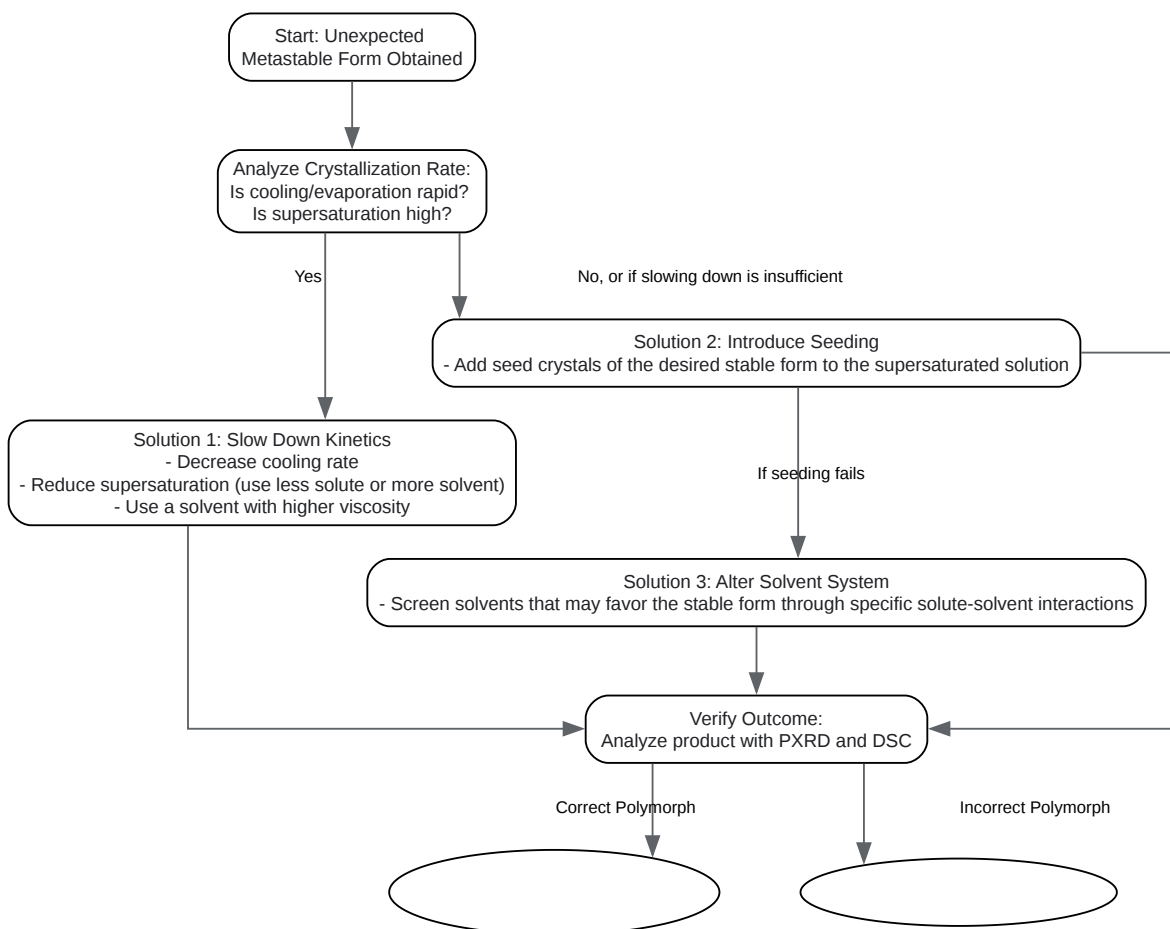 Start: Unexpected
Metastable Form Obtained
Analyze Crystallization Rate:
Is cooling/evaporation rapid?
Is supersaturation high?
Yes
No, or if slowing down is insufficient
Solution 2: Introduce Seeding
- Add seed crystals of the desired stable form to the supersaturated solution
Solution 1: Slow Down Kinetics
- Decrease cooling rate
- Reduce supersaturation (use less solute or more solvent)
- Use a solvent with higher viscosity
If seeding fails
Solution 3: Alter Solvent System
- Screen solvents that may favor the stable form through specific solute-solvent interactions
Verify Outcome:
Analyze product with PXRD and DSC
Correct Polymorph
Incorrect Polymorph